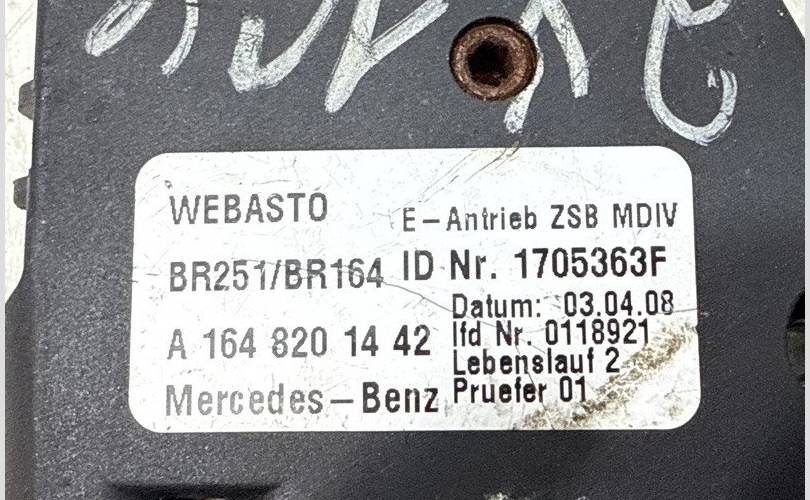 WEBASTO
E-Antrieb ZSB MDIV
BR251/BR164 ID Nr. 1705363F
Datum: 03.04.08
A 164 820 14 42
lfd Nr. 0118921
Lebenslauf 2
Mercedes-Benz
Pruefer 01